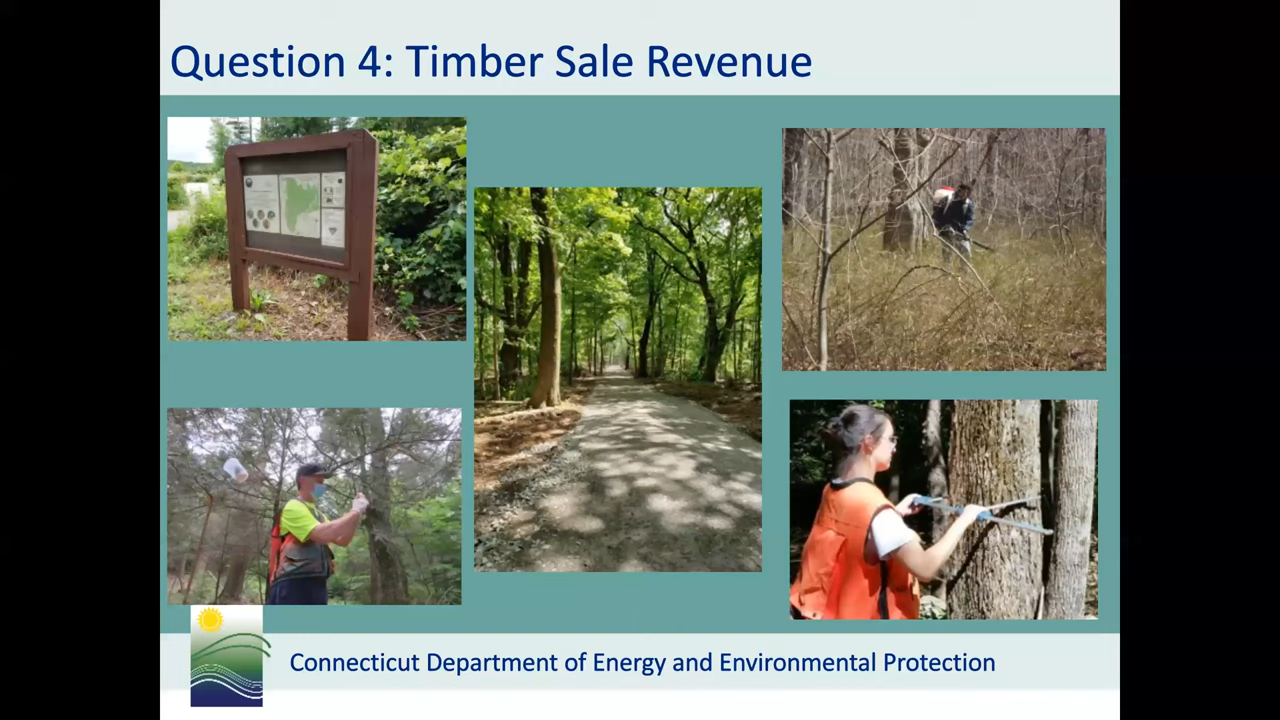 Question 4: Timber Sale Revenue
Connecticut Department of Energy and Environmental Protection